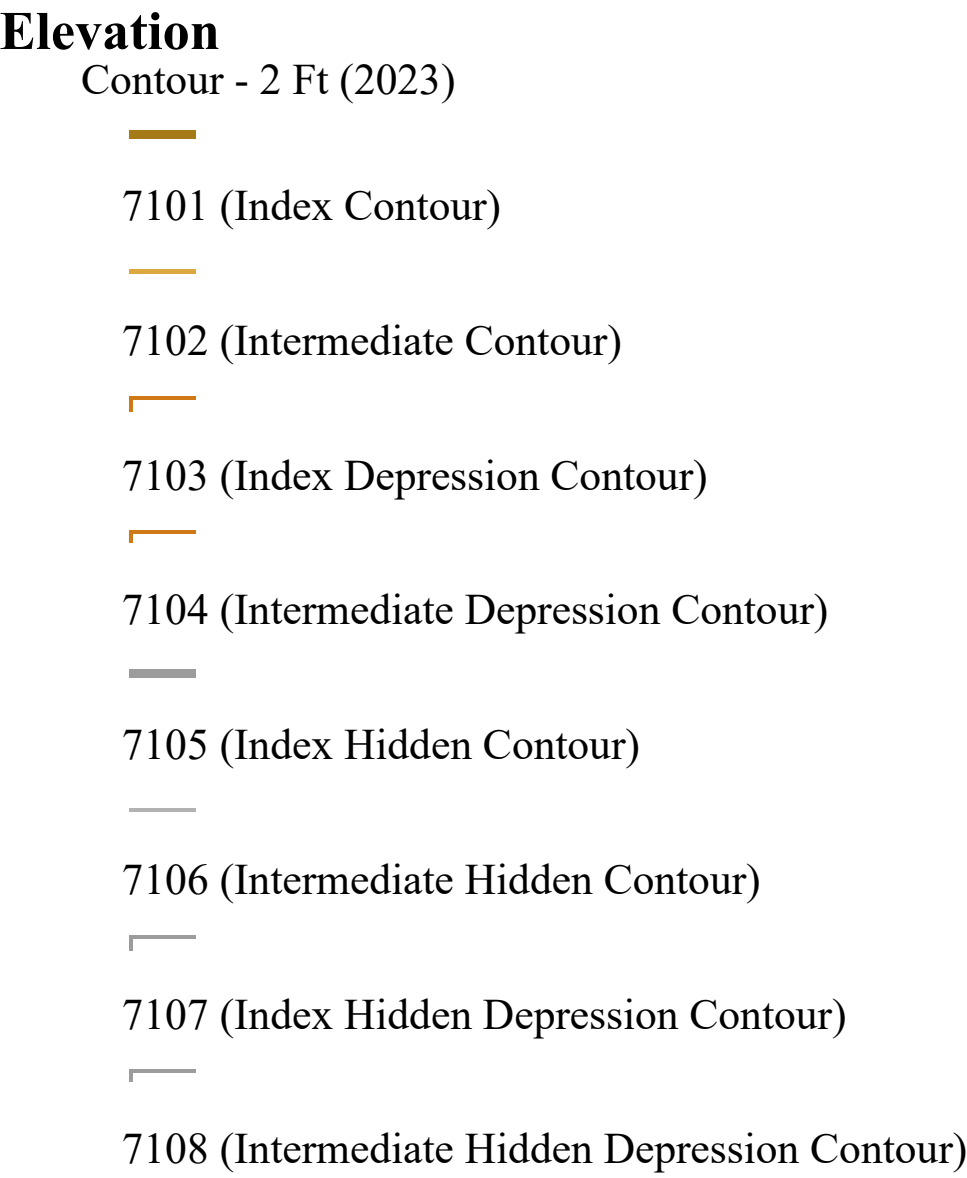 Elevation
Contour - 2 Ft (2023)
7101 (Index Contour)
7102 (Intermediate Contour)
7103 (Index Depression Contour)
7104 (Intermediate Depression Contour)
7105 (Index Hidden Contour)
7106 (Intermediate Hidden Contour)
7107 (Index Hidden Depression Contour)
7108 (Intermediate Hidden Depression Contour)